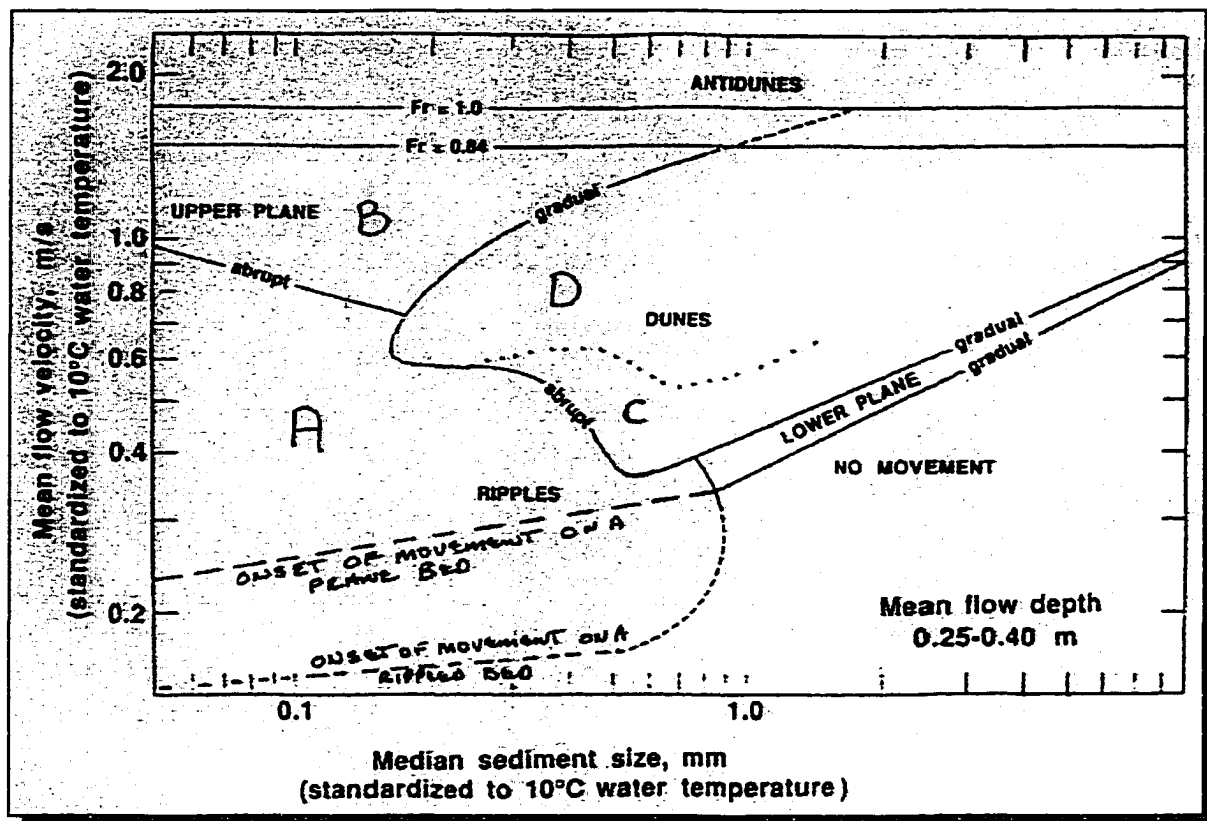 ANTIDUNES
2.0
Fr = 1.0
Fr = 0.84
gradual
UPPER PLANE
B
1.0
abrupt
D
0.8
DUNES
gradual
gradual
0.6
abrupt
C
LOWER PLANE
A
0.4
NO MOVEMENT
RIPPLES
ONSET OF MOVEMENT ON A
PLANE BED
0.2
Mean flow depth
0.25-0.40 m
ONSET OF MOVEMENT ON A
RIPPLED BED
Mean flow velocity, m/s
(standardized to 10°C water temperature)
0.1
1.0
Median sediment size, mm
(standardized to 10°C water temperature)